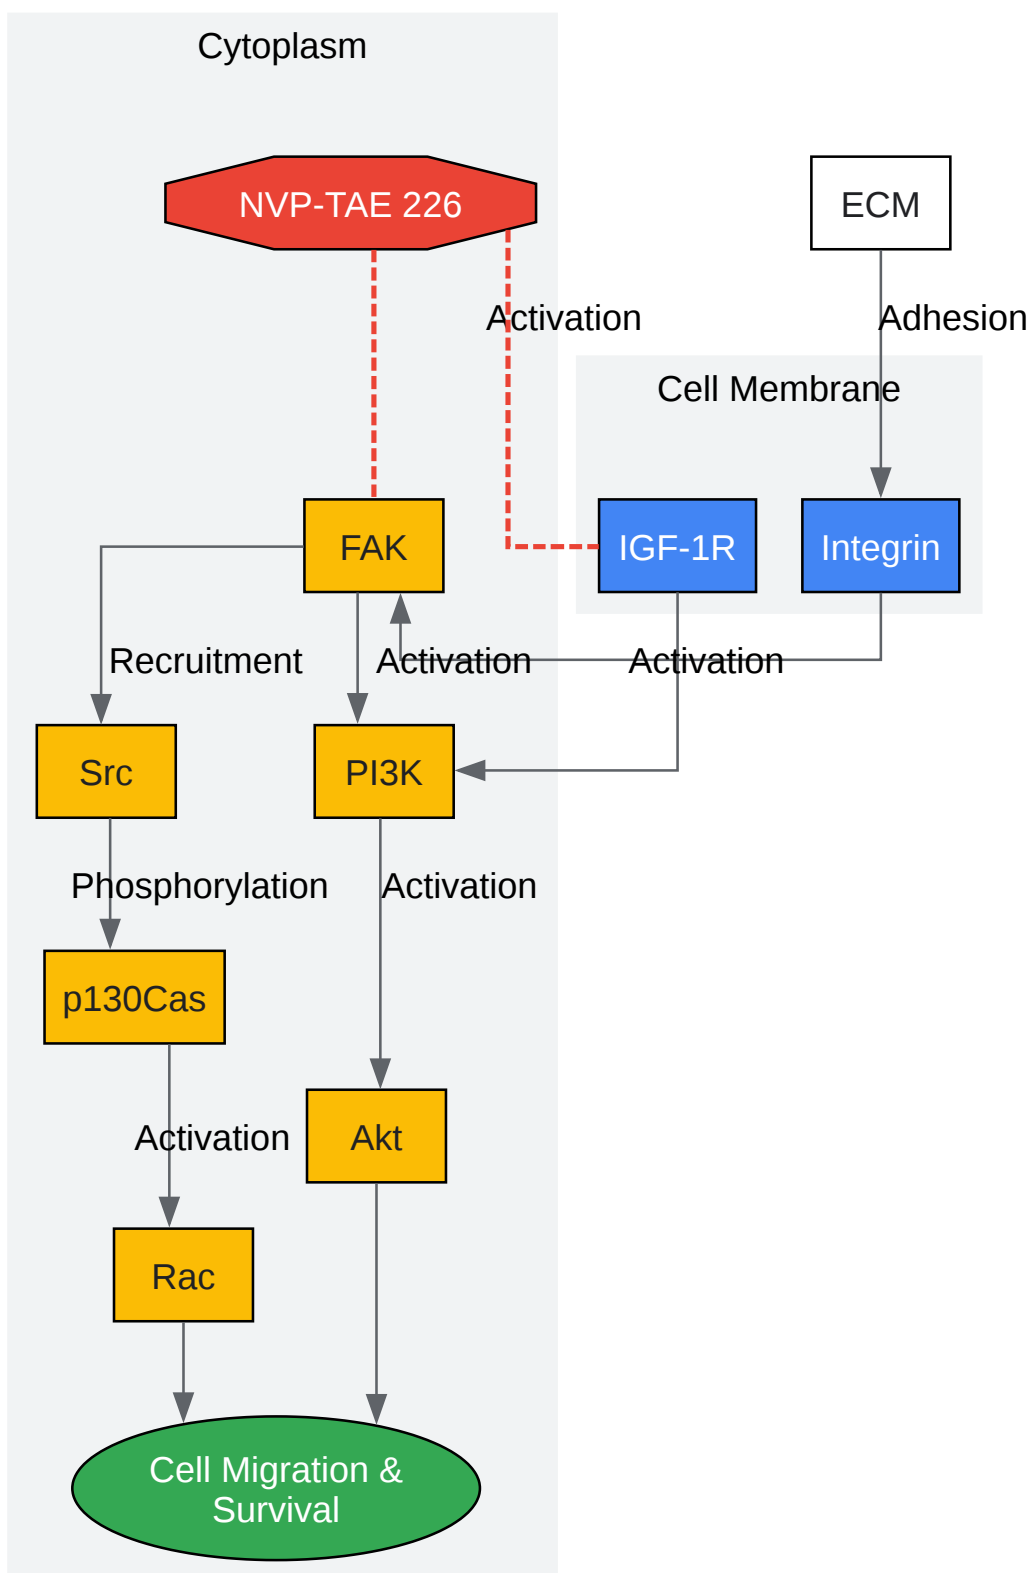 Cytoplasm
NVP-TAE 226
ECM
Activation
Adhesion
Cell Membrane
FAK
IGF-1R
Integrin
Recruitment
Activation
Activation
Src
PI3K
Phosphorylation
Activation
p130Cas
Activation
Akt
Rac
Cell Migration &
Survival